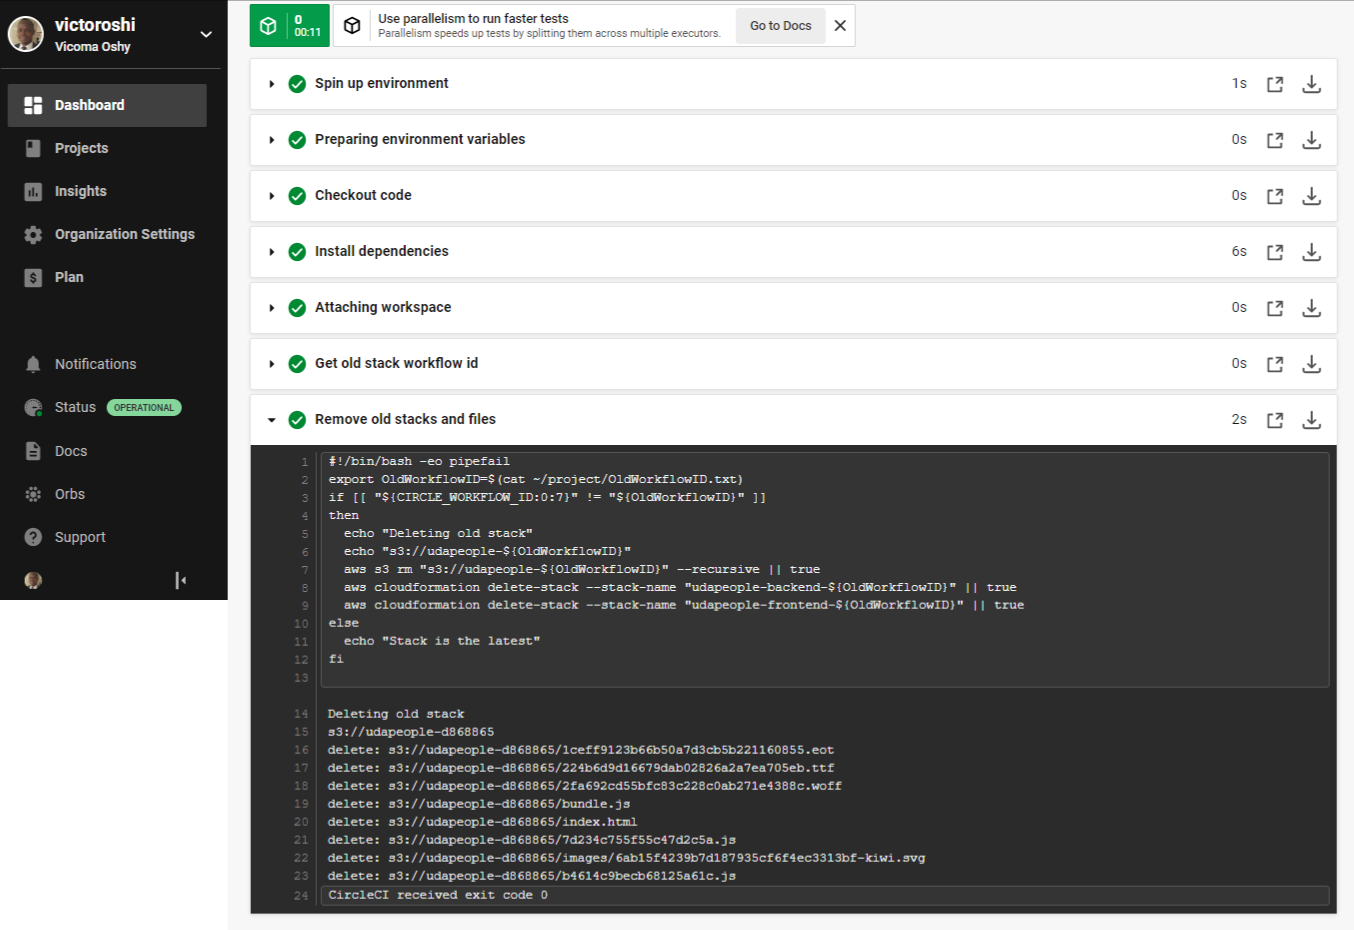 victoroshi
Vicoma Oshy
Dashboard
Projects
Insights
Organization Settings
Plan
Notifications
Status OPERATIONAL
Docs
Orbs
Support
0
00:11
Use parallelism to run faster tests
Parallelism speeds up tests by splitting them across multiple executors.
Go to Docs
Spin up environment 1s
Preparing environment variables 0s
Checkout code 0s
Install dependencies 6s
Attaching workspace 0s
Get old stack workflow id 0s
Remove old stacks and files 2s
1 #!/bin/bash -eo pipefail
2 export OldWorkflowID=$(cat ~/project/OldWorkflowID.txt)
3 if [[ "${CIRCLE_WORKFLOW_ID:0:7}" != "${OldWorkflowID}" ]]
4 then
5   echo "Deleting old stack"
6   echo "s3://udapeople-${OldWorkflowID}"
7   aws s3 rm "s3://udapeople-${OldWorkflowID}" --recursive || true
8   aws cloudformation delete-stack --stack-name "udapeople-backend-${OldWorkflowID}" || true
9   aws cloudformation delete-stack --stack-name "udapeople-frontend-${OldWorkflowID}" || true
10 else
11   echo "Stack is the latest"
12 fi
13
14 Deleting old stack
15 s3://udapeople-d868865
16 delete: s3://udapeople-d868865/1ceff9123b66b50a7d3cb5b221160855.eot
17 delete: s3://udapeople-d868865/224b6d9d16679dab02826a2a7ea705eb.ttf
18 delete: s3://udapeople-d868865/2fa692cd55bfc83c228c0ab271e4388c.woff
19 delete: s3://udapeople-d868865/bundle.js
20 delete: s3://udapeople-d868865/index.html
21 delete: s3://udapeople-d868865/7d234c755f55c47d2c5a.js
22 delete: s3://udapeople-d868865/images/6ab15f4239b7d187935cf6f4ec3313bf-kiwi.svg
23 delete: s3://udapeople-d868865/b4614c9becb68125a61c.js
24 CircleCI received exit code 0